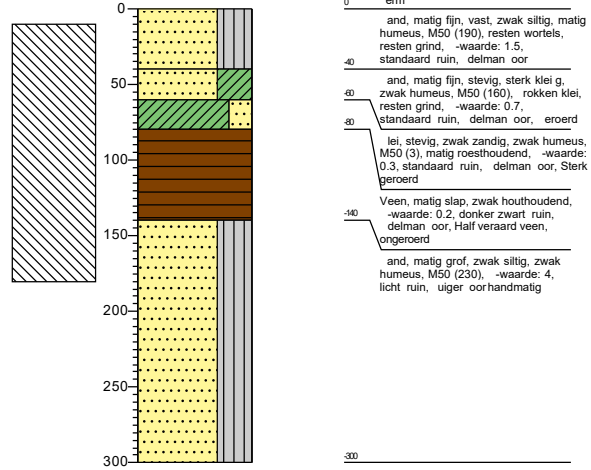 0
50
100
150
200
250
300
0
erm
and, matig fijn, vast, zwak siltig, matig
humeus, M50 (190), resten wortels,
resten grind, -waarde: 1.5,
standaard ruin, delman oor
-40
and, matig fijn, stevig, sterk klei g,
zwak humeus, M50 (160), rokken klei,
resten grind, -waarde: 0.7,
standaard ruin, delman oor, eroerd
-60
-80
lei, stevig, zwak zandig, zwak humeus,
M50 (3), matig roesthoudend, -waarde:
0.3, standaard ruin, delman oor, Sterk
geroerd
Veen, matig slap, zwak houthoudend,
-waarde: 0.2, donker zwart ruin,
delman oor, Half veraard veen,
ongeroerd
-140
and, matig grof, zwak siltig, zwak
humeus, M50 (230), -waarde: 4,
licht ruin, uiger oorhandmatig
-300